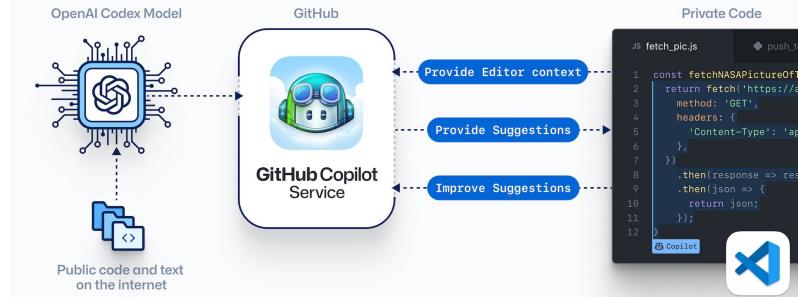 OpenAI Codex Model
GitHub
Private Code
JS fetch_pic.js
Provide Editor context
1 const fetchNASAPictureOf
2 return fetch('https://a
3 method: 'GET',
4 headers: {
Provide Suggestions
5 'Content-Type': 'ap
6 },
7 })
GitHub Copilot
Service
8 .then(response => res
9 .then(json => {
Improve Suggestions
10 return json;
11 });
12 }
Copilot
Public code and text
on the internet